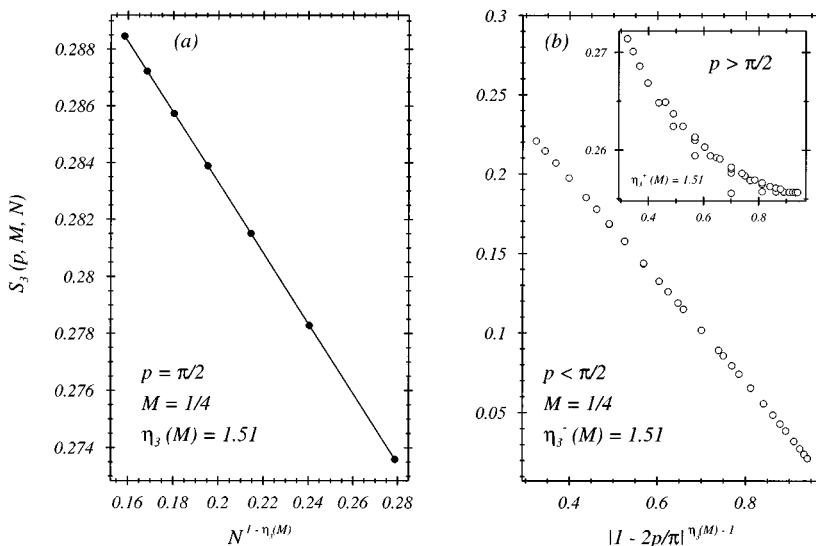 (a)
0.288
0.286
0.284
0.282
0.28
0.278
0.276
0.274
S₃ (p, M, N)
p = π/2
M = 1/4
η₃ (M) = 1.51
0.16 0.18 0.20 0.22 0.24 0.26 0.28
N^{1 - η₃(M)}
(b)
0.3
0.25
0.2
0.15
0.1
0.05
p < π/2
M = 1/4
η₃⁻ (M) = 1.51
0.4 0.6 0.8
|1 - 2p/π|^{η₃(M) - 1}
p > π/2
0.27
0.26
η₃⁺ (M) = 1.51
0.4 0.6 0.8